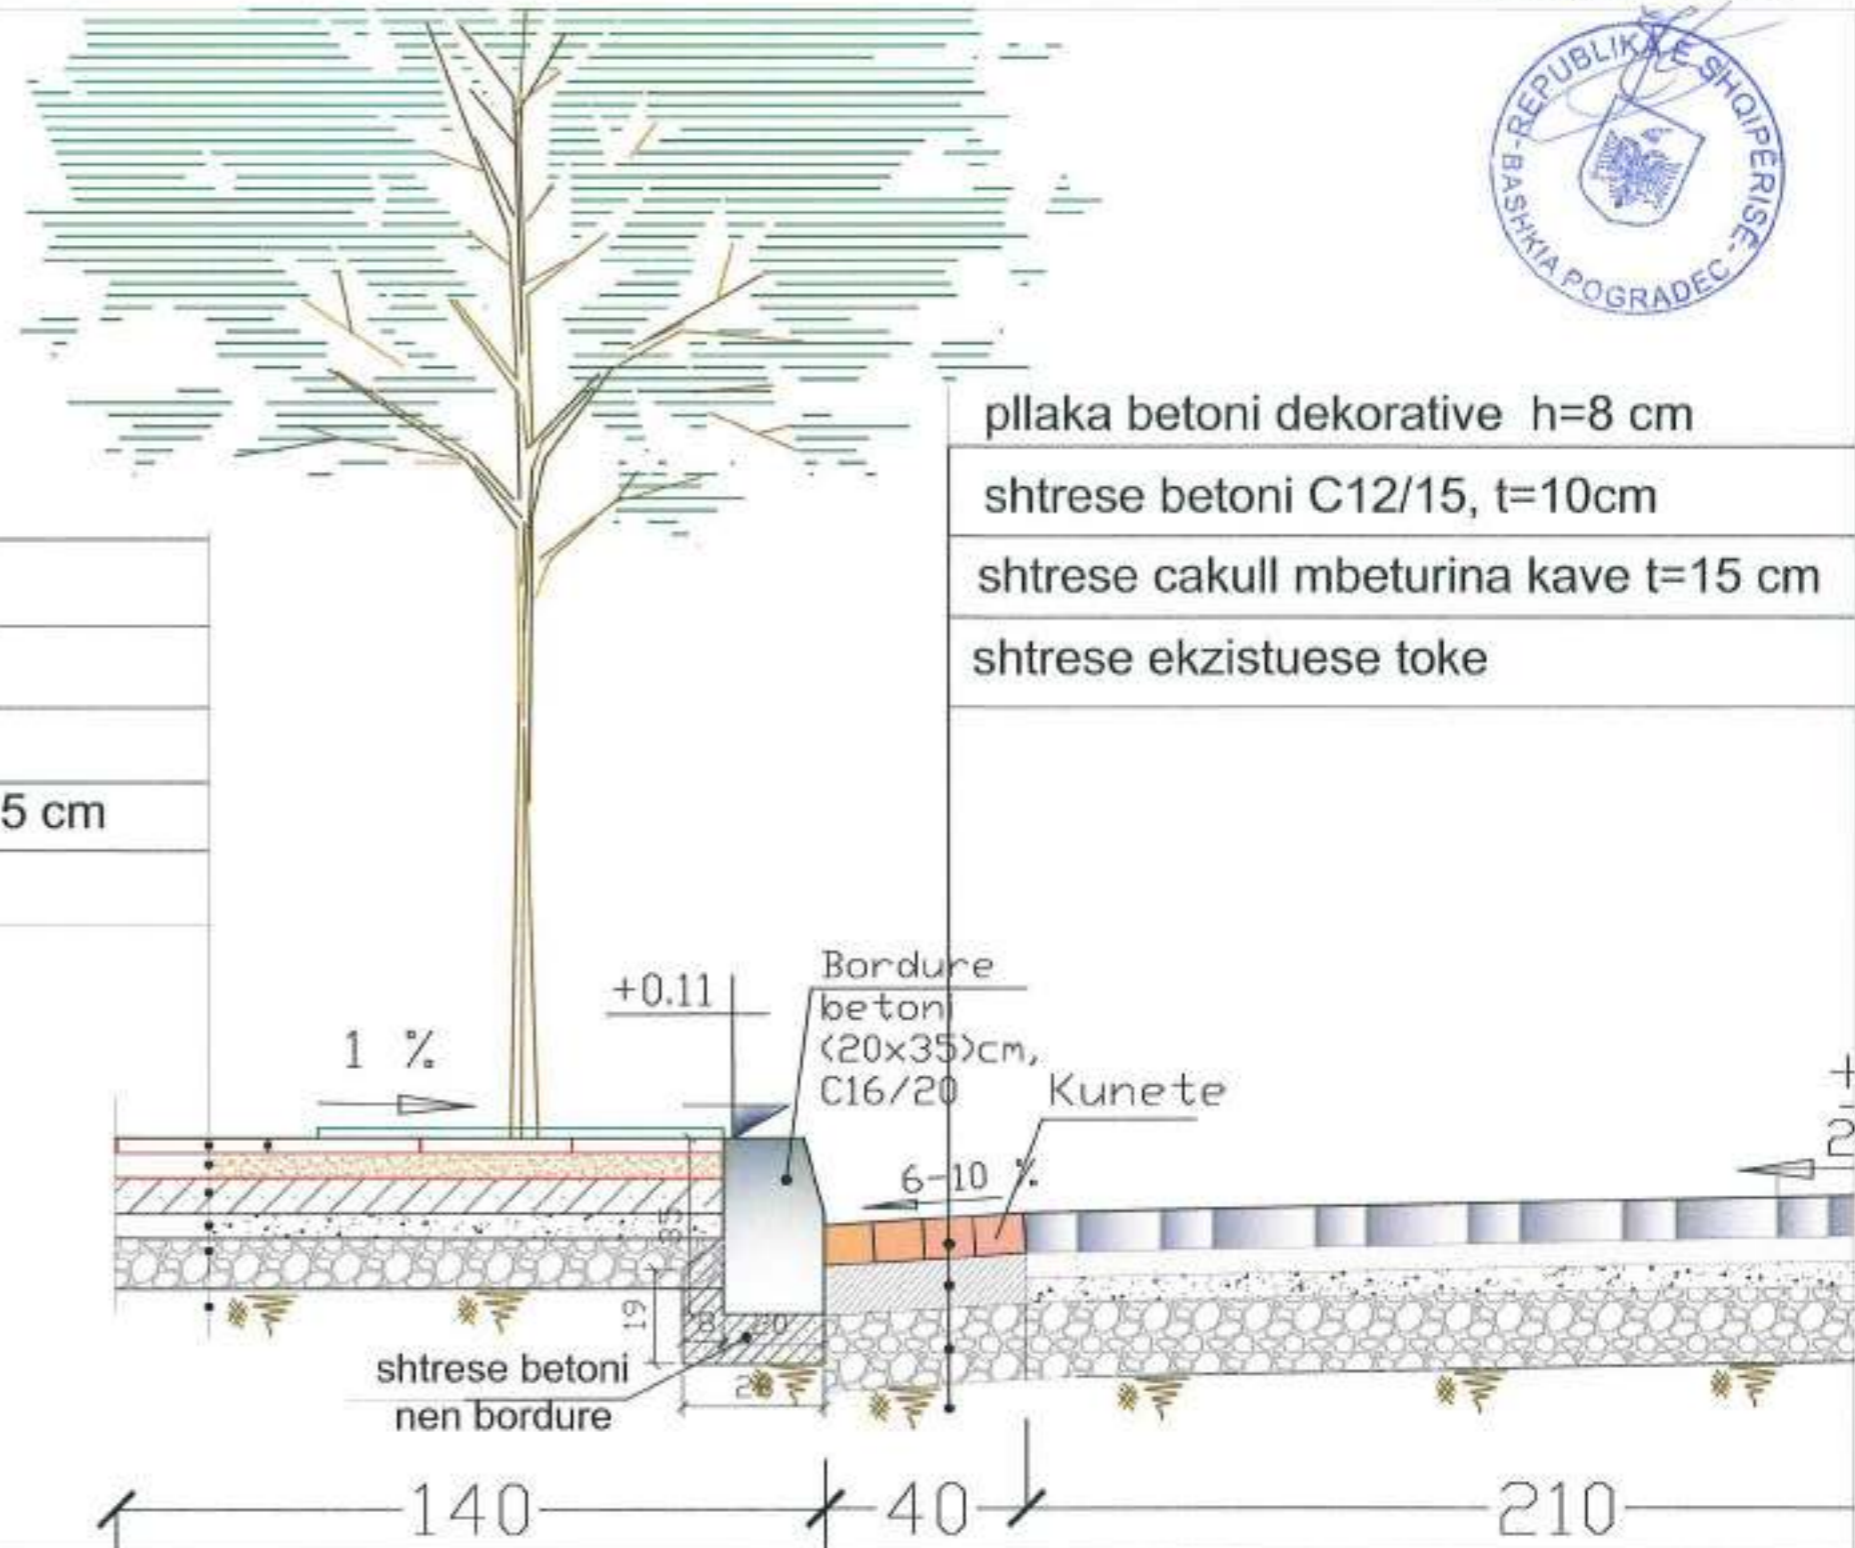 B-REPUBLIKA E SHQIPËRISË-
BASHKIA POGRADEC -
pllaka betoni dekorative h=8 cm
shtrese betoni C12/15, t=10cm
shtrese cakull mbeturina kave t=15 cm
shtrese ekzistuese toke
5 cm
+0.11
Bordure
betoni
(20x35)cm,
C16/20
1 %
Kunete
6-10 %
+
2
35
19
8 20
shtrese betoni
nen bordure
140
40
210